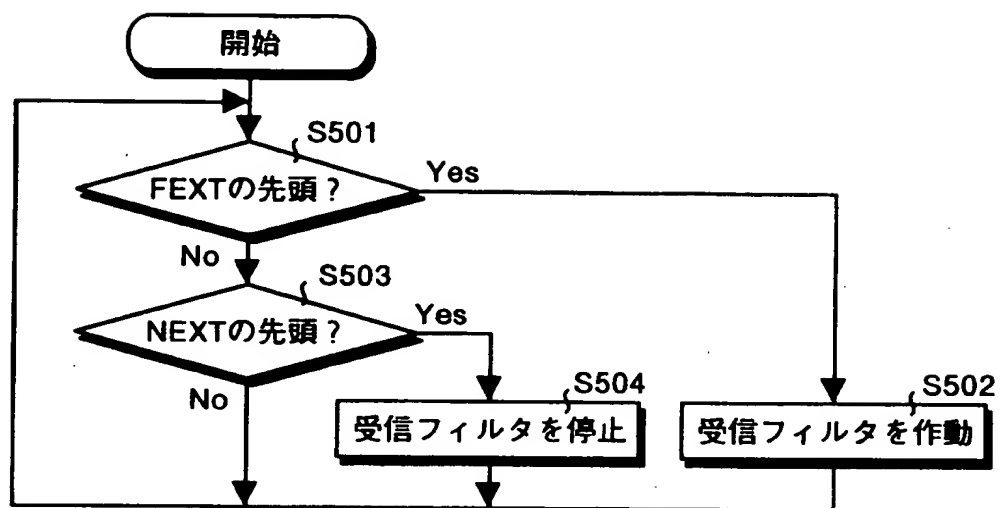 開始
S501
FEXTの先頭?
Yes
No
S503
NEXTの先頭?
Yes
No
S504
受信フィルタを停止
S502
受信フィルタを作動